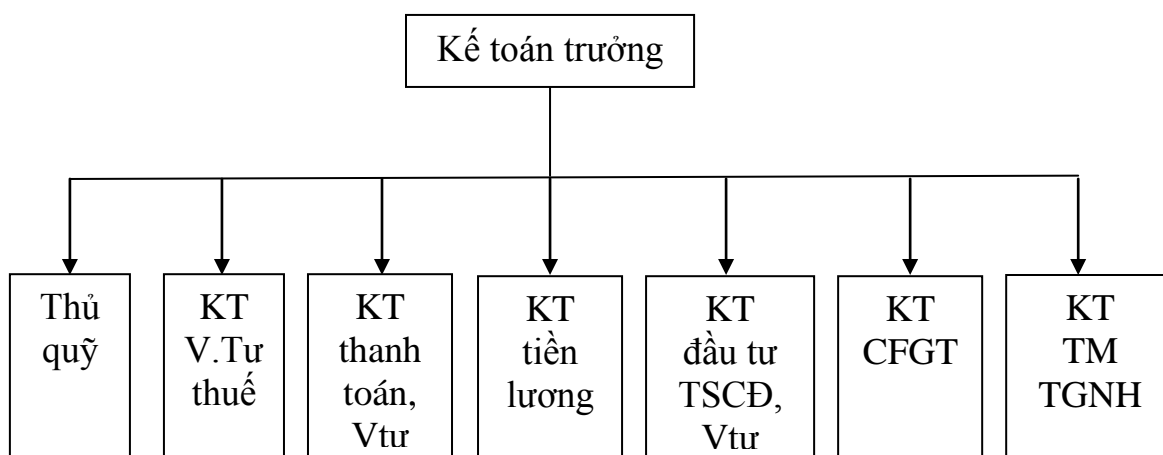 Kế toán trưởng
Thủ
quỹ
KT
V.Tư
thuế
KT
thanh
toán,
Vtư
KT
tiền
lương
KT
đầu tư
TSCĐ,
Vtư
KT
CFGT
KT
TM
TGNH